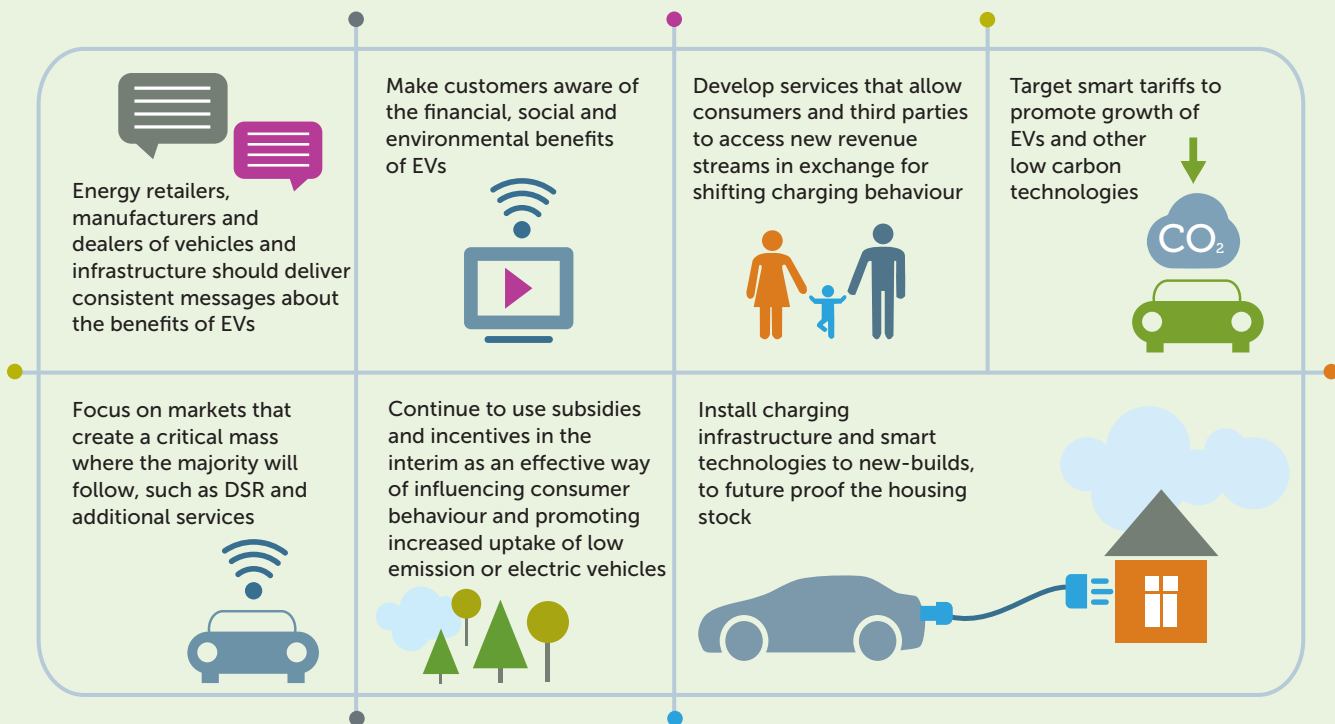 Energy retailers,
manufacturers and
dealers of vehicles and
infrastructure should deliver
consistent messages about
the benefits of EVs
Make customers aware of
the financial, social and
environmental benefits
of EVs
Develop services that allow
consumers and third parties
to access new revenue
streams in exchange for
shifting charging behaviour
Target smart tariffs to
promote growth of
EVs and other
low carbon
technologies
CO₂
Focus on markets that
create a critical mass
where the majority will
follow, such as DSR and
additional services
Continue to use subsidies
and incentives in the
interim as an effective way
of influencing consumer
behaviour and promoting
increased uptake of low
emission or electric vehicles
Install charging
infrastructure and smart
technologies to new-builds,
to future proof the housing
stock